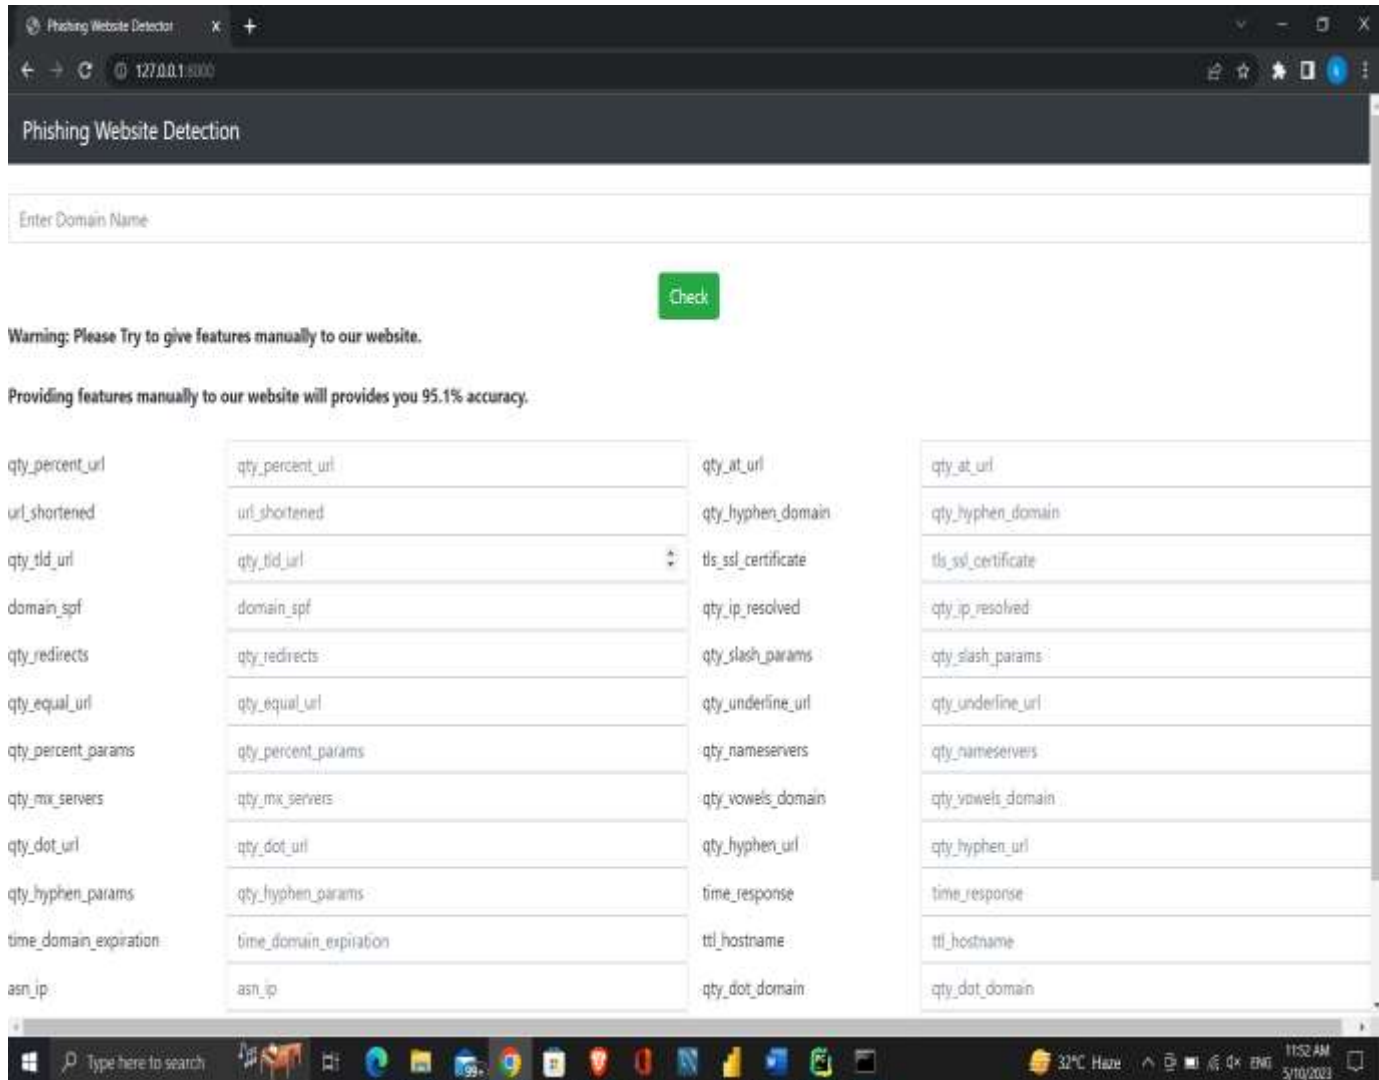 Phishing Website Detector
127.0.0.1:8000
Phishing Website Detection
Enter Domain Name
Check
Warning: Please Try to give features manually to our website.
Providing features manually to our website will provides you 95.1% accuracy.
qty_percent_url qty_percent_url qty_at_url qty_at_url
url_shortened url_shortened qty_hyphen_domain qty_hyphen_domain
qty_tld_url qty_tld_url tls_ssl_certificate tls_ssl_certificate
domain_spf domain_spf qty_ip_resolved qty_ip_resolved
qty_redirects qty_redirects qty_slash_params qty_slash_params
qty_equal_url qty_equal_url qty_underline_url qty_underline_url
qty_percent_params qty_percent_params qty_nameservers qty_nameservers
qty_mx_servers qty_mx_servers qty_vowels_domain qty_vowels_domain
qty_dot_url qty_dot_url qty_hyphen_url qty_hyphen_url
qty_hyphen_params qty_hyphen_params time_response time_response
time_domain_expiration time_domain_expiration ttl_hostname ttl_hostname
asn_ip asn_ip qty_dot_domain qty_dot_domain
Type here to search 99+ 32°C Haze ENG 11:52 AM
5/10/2023